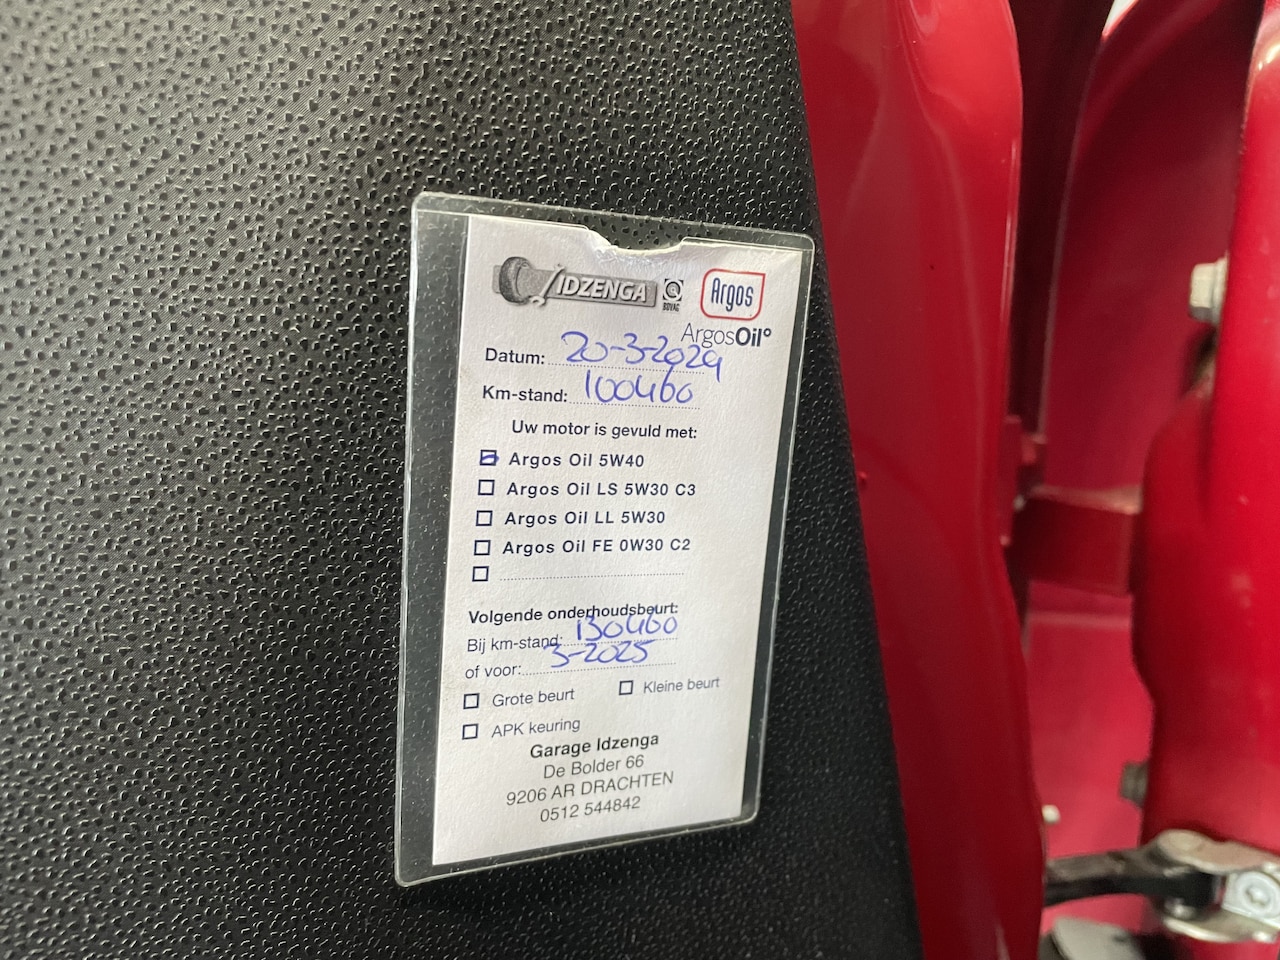 IDZENGA BOVAG Argos
ArgosOil°
Datum: 20-3-2024
Km-stand: 100460
Uw motor is gevuld met:
Argos Oil 5W40
Argos Oil LS 5W30 C3
Argos Oil LL 5W30
Argos Oil FE 0W30 C2
Volgende onderhoudsbeurt:
Bij km-stand: 130460
of voor: 3-2025
Grote beurt Kleine beurt
APK keuring
Garage Idzenga
De Bolder 66
9206 AR DRACHTEN
0512 544842